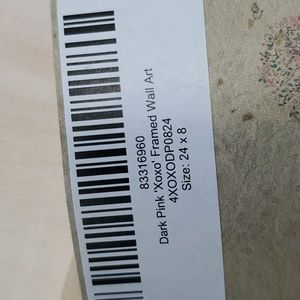 83316960
Dark Pink 'Xoxo' Framed Wall Art
4XOXODP0824
Size: 24 x 8